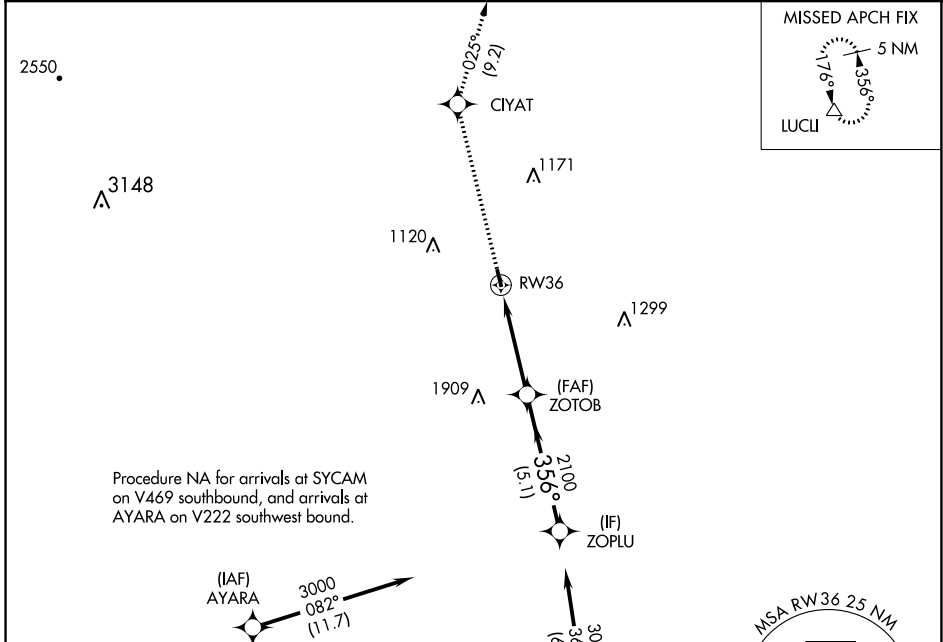 MISSED APCH FIX
5 NM
176°
356°
LUCLI
025°
(9.2)
2550
CIYAT
1171
3148
1120
RW36
1299
1909
(FAF)
ZOTOB
2100
356°
(5.1)
Procedure NA for arrivals at SYCAM
on V469 southbound, and arrivals at
AYARA on V222 southwest bound.
(IF)
ZOPLU
(IAF)
AYARA
3000
082°
(11.7)
MSA RW36 25 NM